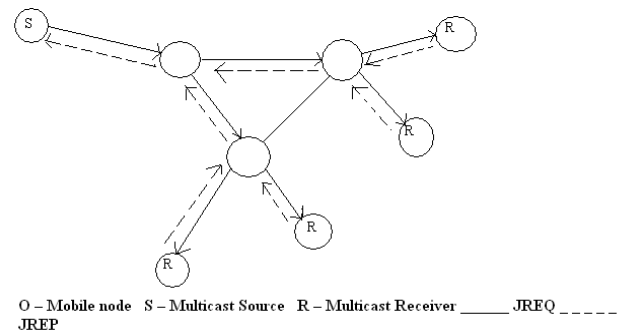 S
R
R
R
R
O – Mobile node S – Multicast Source R – Multicast Receiver ______ JREQ _ _ _ _ _
JREP